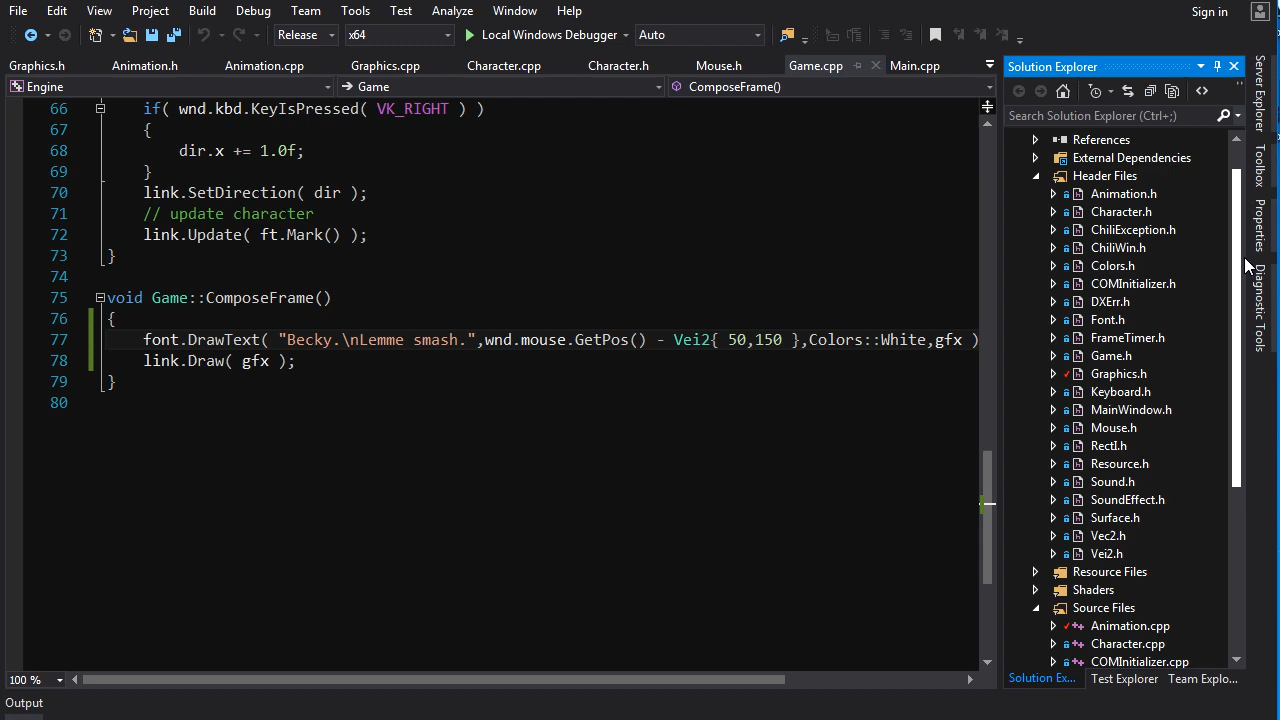 File Edit View Project Build Debug Team Tools Test Analyze Window Help Sign in
Release x64 Local Windows Debugger Auto
Graphics.h Animation.h Animation.cpp Graphics.cpp Character.cpp Character.h Mouse.h Game.cpp Main.cpp
Engine Game ComposeFrame()
66 if( wnd.kbd.KeyIsPressed( VK_RIGHT ) )
67 {
68 dir.x += 1.0f;
69 }
70 link.SetDirection( dir );
71 // update character
72 link.Update( ft.Mark() );
73 }
74
75 void Game::ComposeFrame()
76 {
77 font.DrawText( "Becky.\nLemme smash.",wnd.mouse.GetPos() - Vei2{ 50,150 },Colors::White,gfx )
78 link.Draw( gfx );
79 }
80
100 %
Output
Solution Explorer
Search Solution Explorer (Ctrl+;)
References
External Dependencies
Header Files
Animation.h
Character.h
ChiliException.h
ChiliWin.h
Colors.h
COMInitializer.h
DXErr.h
Font.h
FrameTimer.h
Game.h
Graphics.h
Keyboard.h
MainWindow.h
Mouse.h
RectI.h
Resource.h
Sound.h
SoundEffect.h
Surface.h
Vec2.h
Vei2.h
Resource Files
Shaders
Source Files
Animation.cpp
Character.cpp
COMInitializer.cpp
Solution Ex... Test Explorer Team Explo...
Server Explorer
Toolbox
Properties
Diagnostic Tools